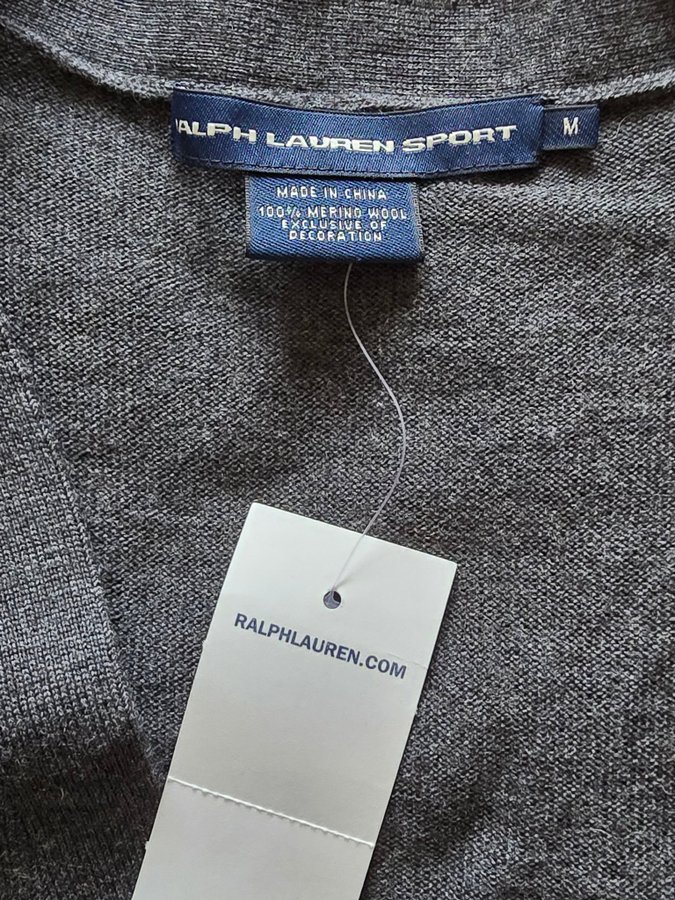 RALPH LAUREN SPORT
M
MADE IN CHINA
100% MERINO WOOL
EXCLUSIVE OF
DECORATION
RALPHLAUREN.COM